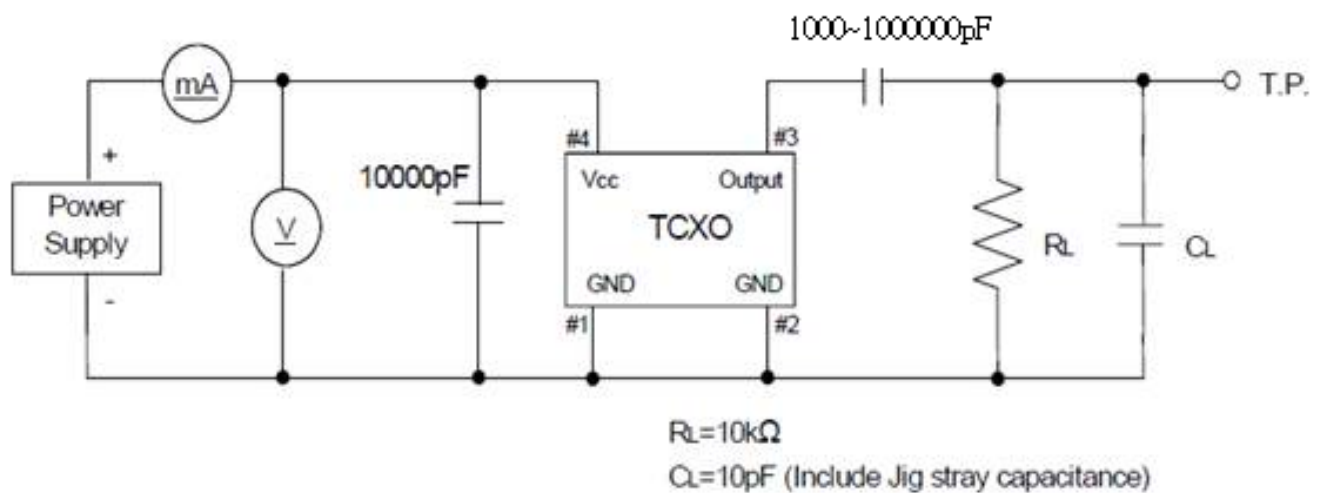 1000~1000000pF
mA
T.P.
#4
#3
+
10000pF
Vcc
Output
Power
Supply
V
TCXO
RL
CL
GND
GND
-
#1
#2
RL=10kΩ
CL=10pF (Include Jig stray capacitance)